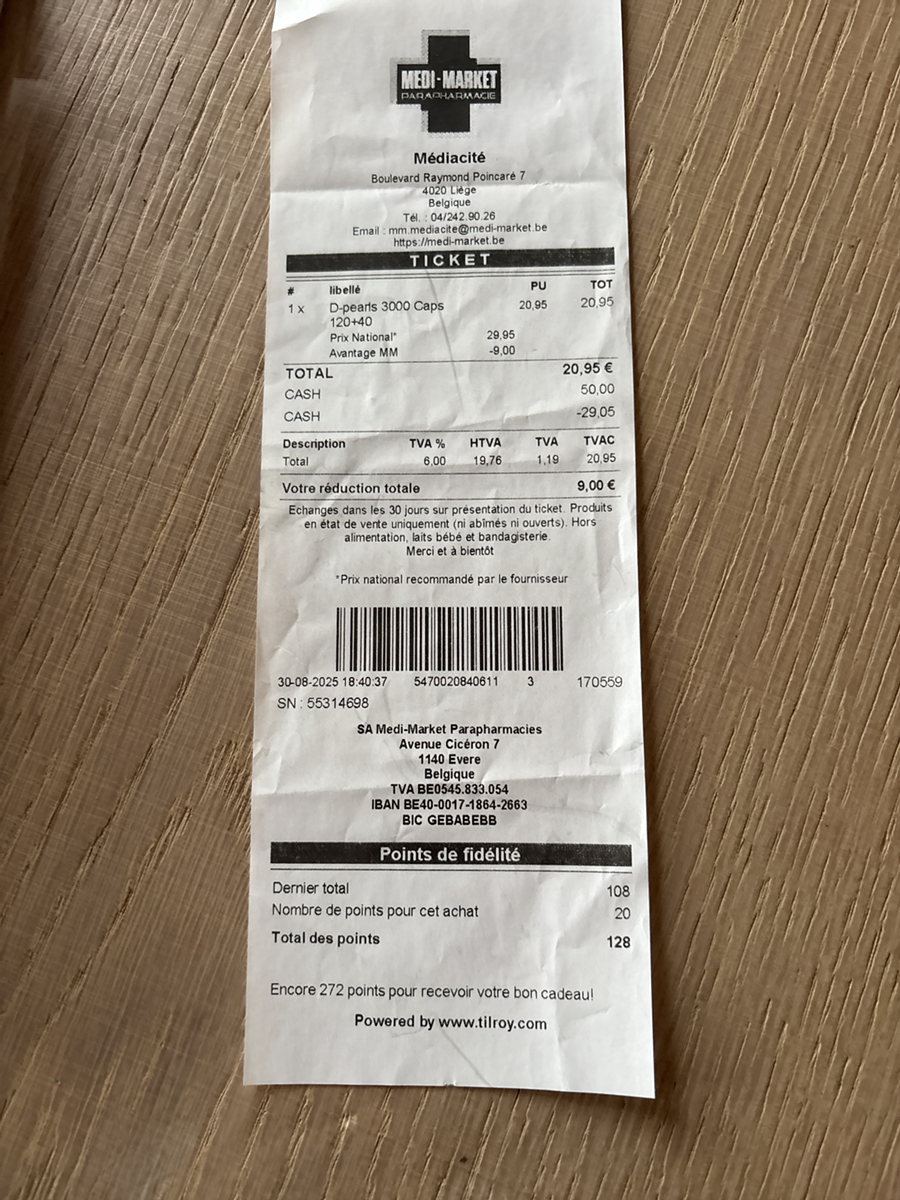 MEDI-MARKET
PARAPHARMACIE
Médiacité
Boulevard Raymond Poincaré 7
4020 Liège
Belgique
Tél. : 04/242.90.26
Email : mm.mediacite@medi-market.be
https://medi-market.be
TICKET
# libellé PU TOT
1 x D-pearls 3000 Caps 20,95 20,95
120+40
Prix National* 29,95
Avantage MM -9,00
TOTAL 20,95 €
CASH 50,00
CASH -29,05
Description TVA % HTVA TVA TVAC
Total 6,00 19,76 1,19 20,95
Votre réduction totale 9,00 €
Echanges dans les 30 jours sur présentation du ticket. Produits
en état de vente uniquement (ni abîmés ni ouverts). Hors
alimentation, laits bébé et bandagisterie.
Merci et à bientôt
*Prix national recommandé par le fournisseur
30-08-2025 18:40:37 5470020840611 3 170559
SN : 55314698
SA Medi-Market Parapharmacies
Avenue Cicéron 7
1140 Evere
Belgique
TVA BE0545.833.054
IBAN BE40-0017-1864-2663
BIC GEBABEBB
Points de fidélité
Dernier total 108
Nombre de points pour cet achat 20
Total des points 128
Encore 272 points pour recevoir votre bon cadeau!
Powered by www.tilroy.com